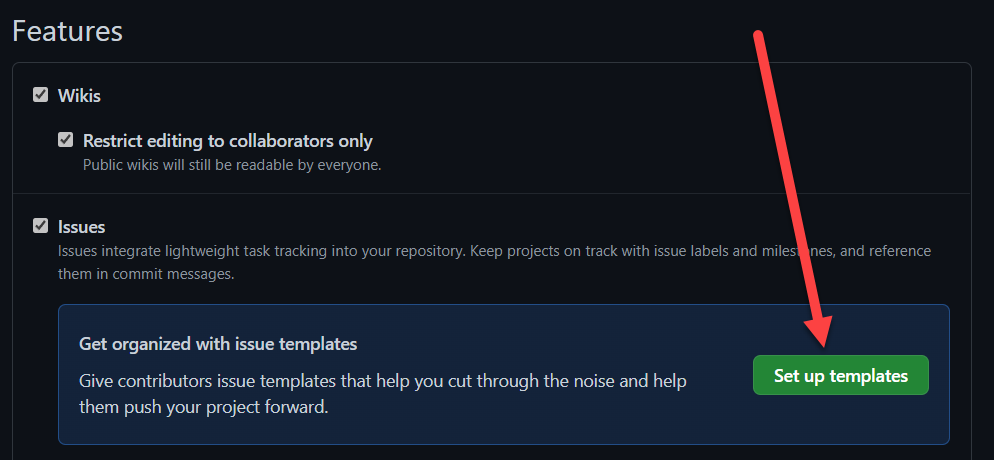 Features
Wikis
Restrict editing to collaborators only
Public wikis will still be readable by everyone.
Issues
Issues integrate lightweight task tracking into your repository. Keep projects on track with issue labels and milestones, and reference
them in commit messages.
Get organized with issue templates
Give contributors issue templates that help you cut through the noise and help
them push your project forward.
Set up templates